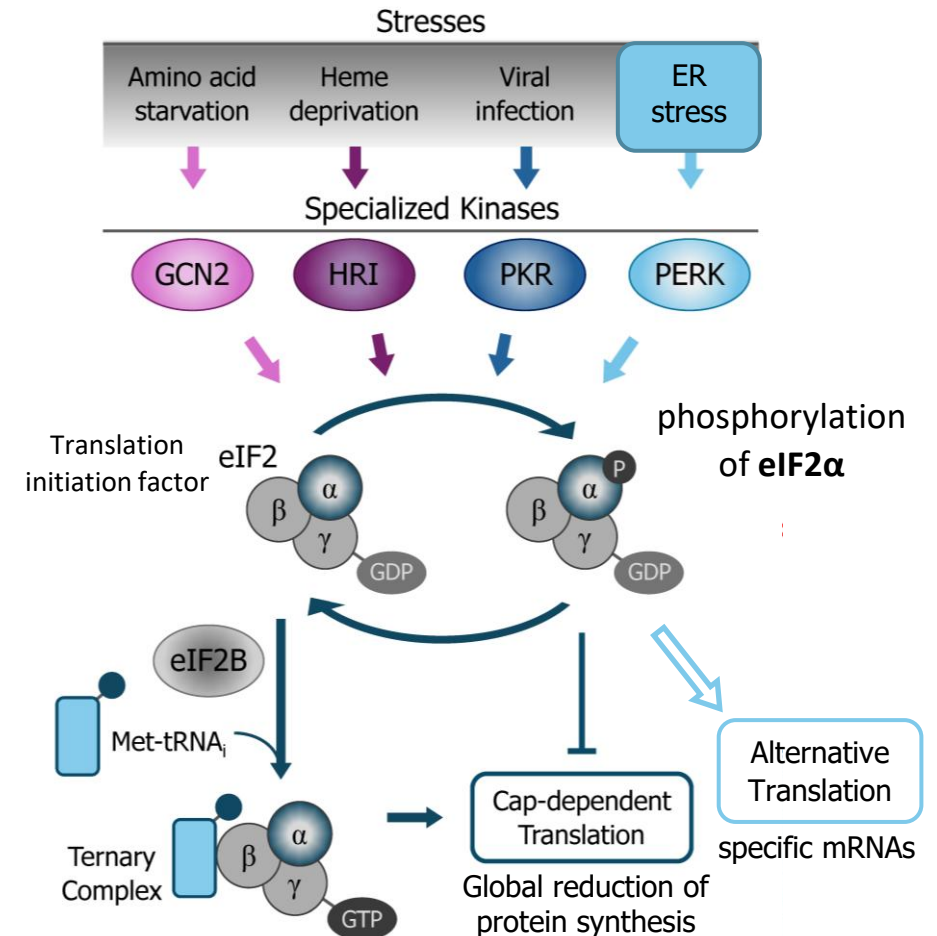 Stresses
Amino acid
starvation
Heme
deprivation
Viral
infection
ER
stress
Specialized Kinases
GCN2
HRI
PKR
PERK
Translation
initiation factor
eIF2
α
β
γ
GDP
phosphorylation
of eIF2α
P
α
β
γ
GDP
eIF2B
Met-tRNAi
Ternary
Complex
α
β
γ
GTP
Cap-dependent
Translation
Global reduction of
protein synthesis
Alternative
Translation
specific mRNAs